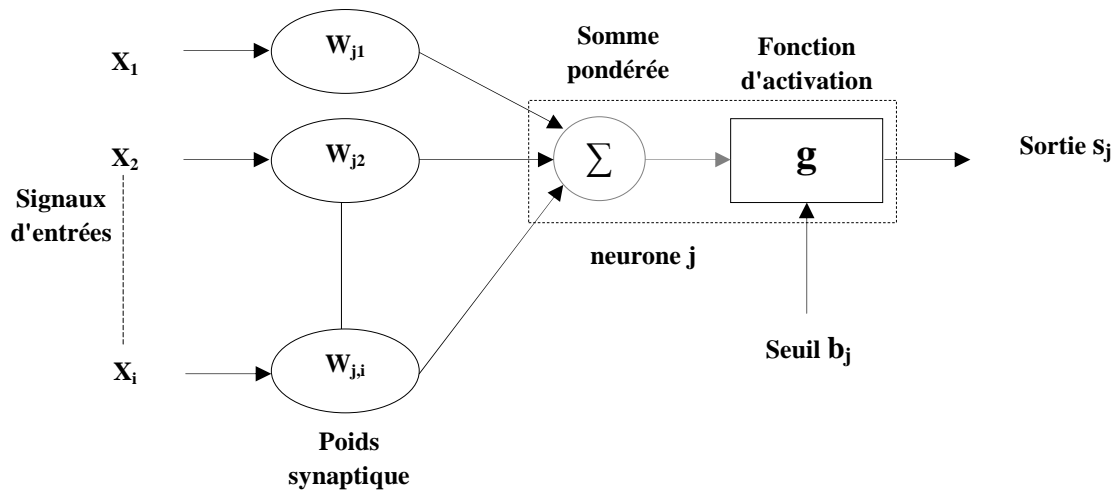 X₁
Wⱼ₁
Somme
pondérée
Fonction
d'activation
X₂
Wⱼ₂
Σ
g
Sortie sⱼ
Signaux
d'entrées
neurone j
Seuil bⱼ
Xᵢ
Wⱼ,ᵢ
Poids
synaptique